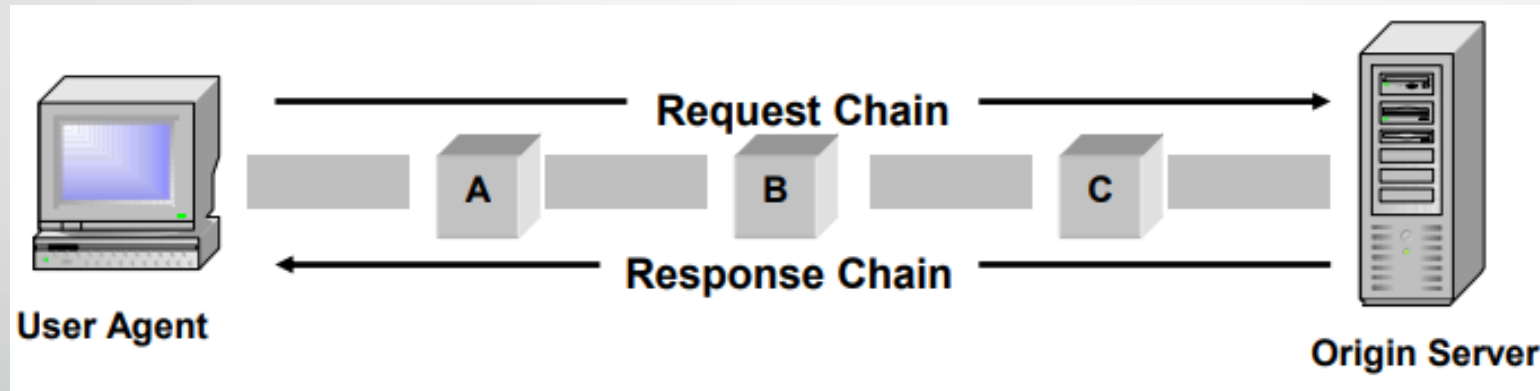 Request Chain
A B C
Response Chain
User Agent
Origin Server